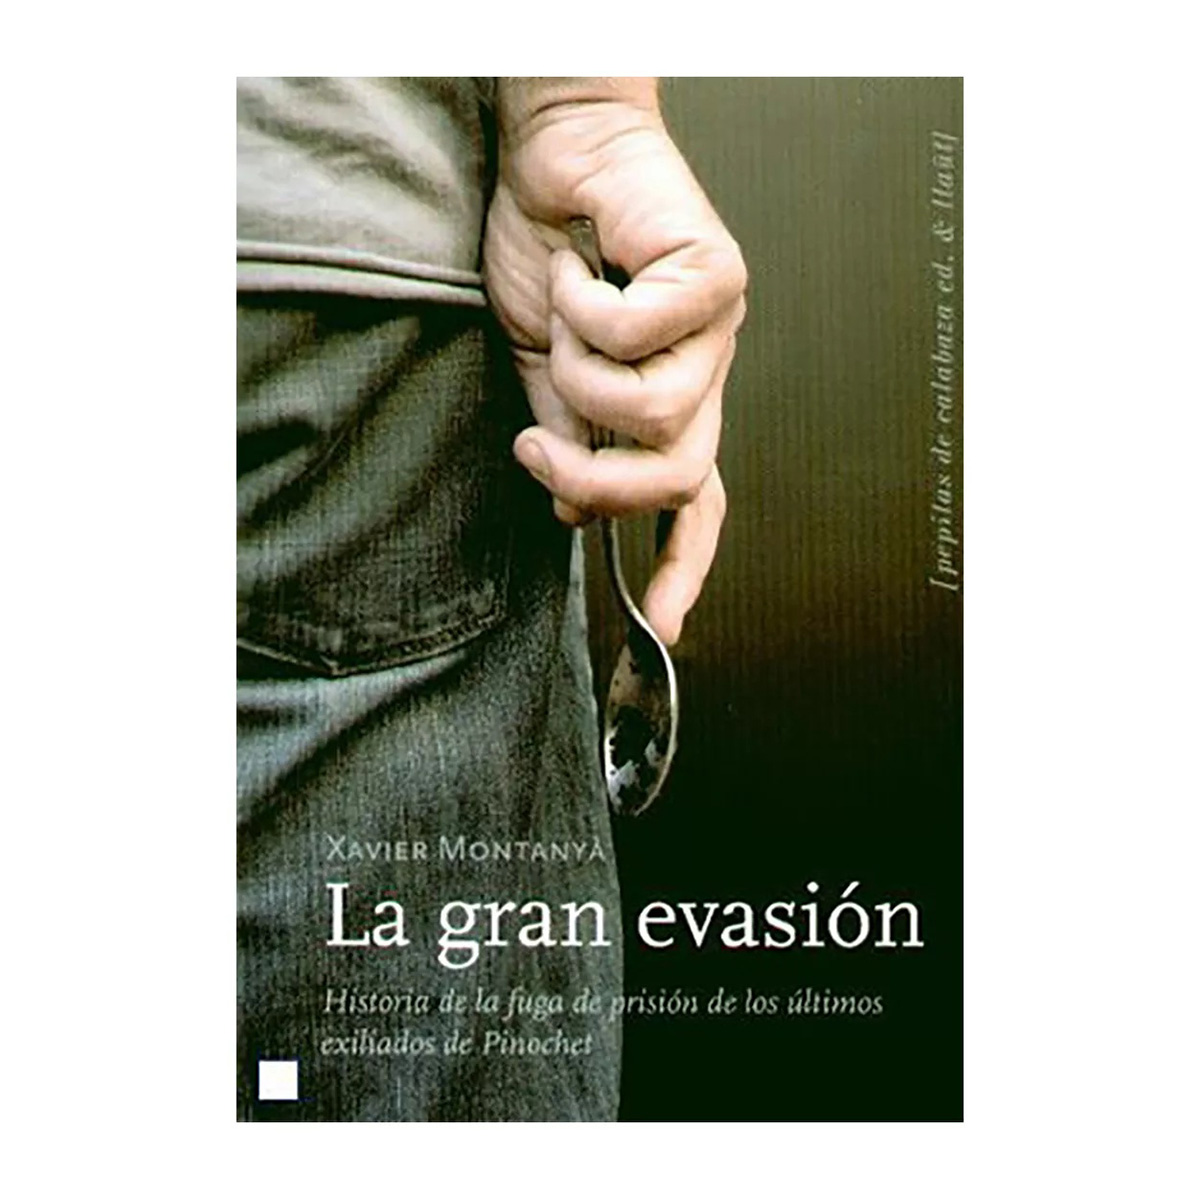 [pepitas de calabaza ed. & llaüt]
XAVIER MONTANYÀ
La gran evasión
Historia de la fuga de prisión de los últimos
exiliados de Pinochet